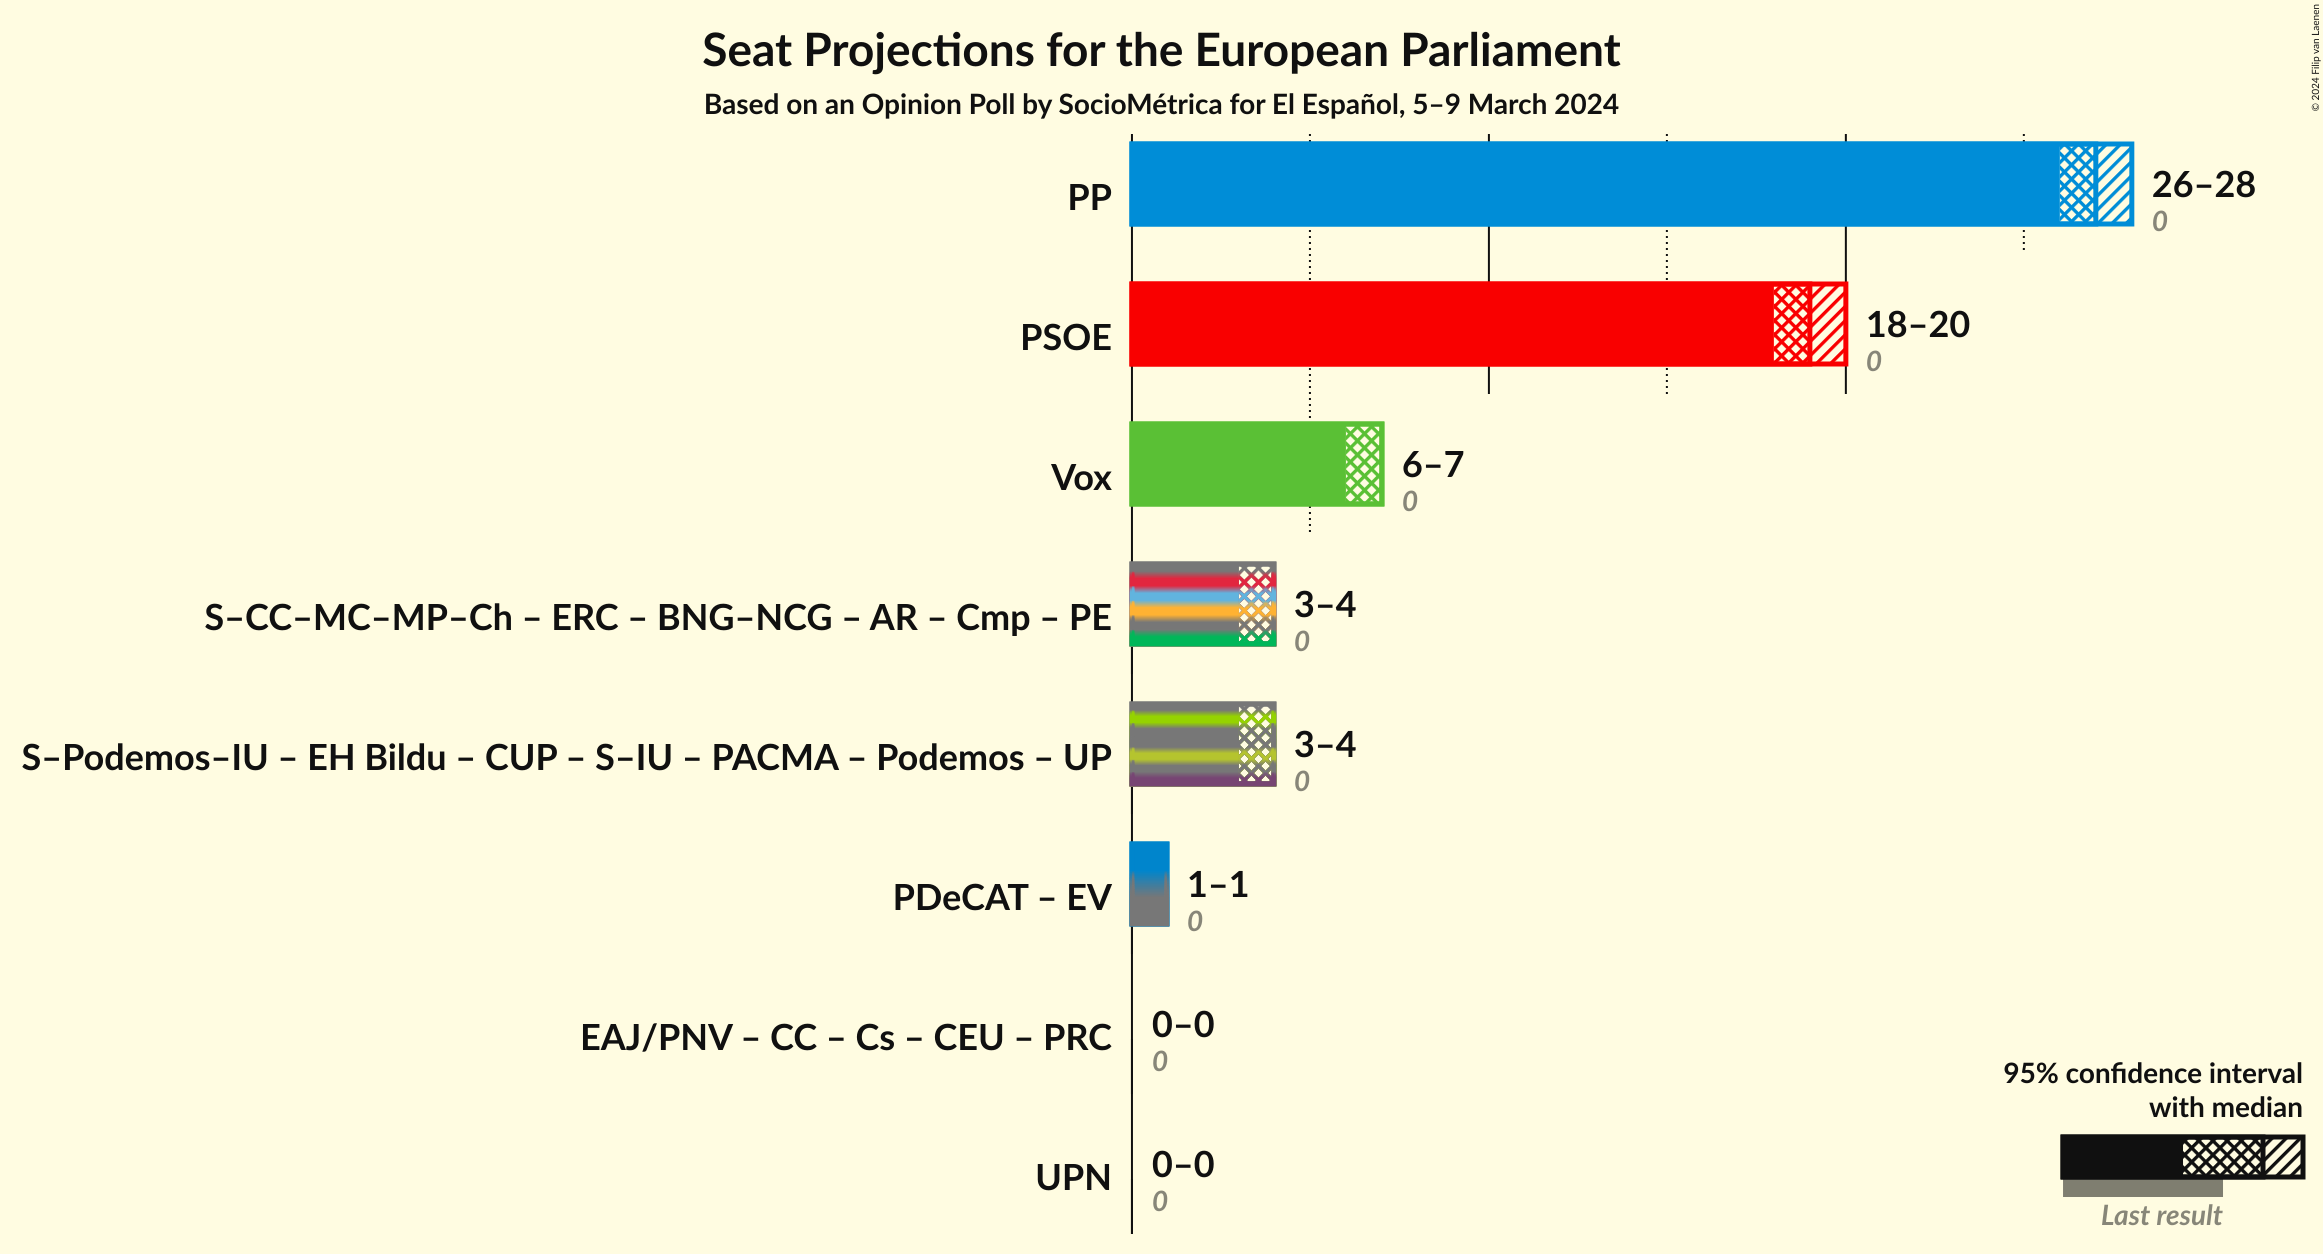 Seat Projections for the European Parliament
Based on an Opinion Poll by SocioMétrica for El Español, 5–9 March 2024
© 2024 Filip van Laenen
PP
26–28
0
PSOE
18–20
0
Vox
6–7
0
S–CC–MC–MP–Ch – ERC – BNG–NCG – AR – Cmp – PE
3–4
0
S–Podemos–IU – EH Bildu – CUP – S–IU – PACMA – Podemos – UP
3–4
0
PDeCAT – EV
1–1
0
EAJ/PNV – CC – Cs – CEU – PRC
0–0
0
UPN
0–0
0
95% confidence interval
with median
Last result